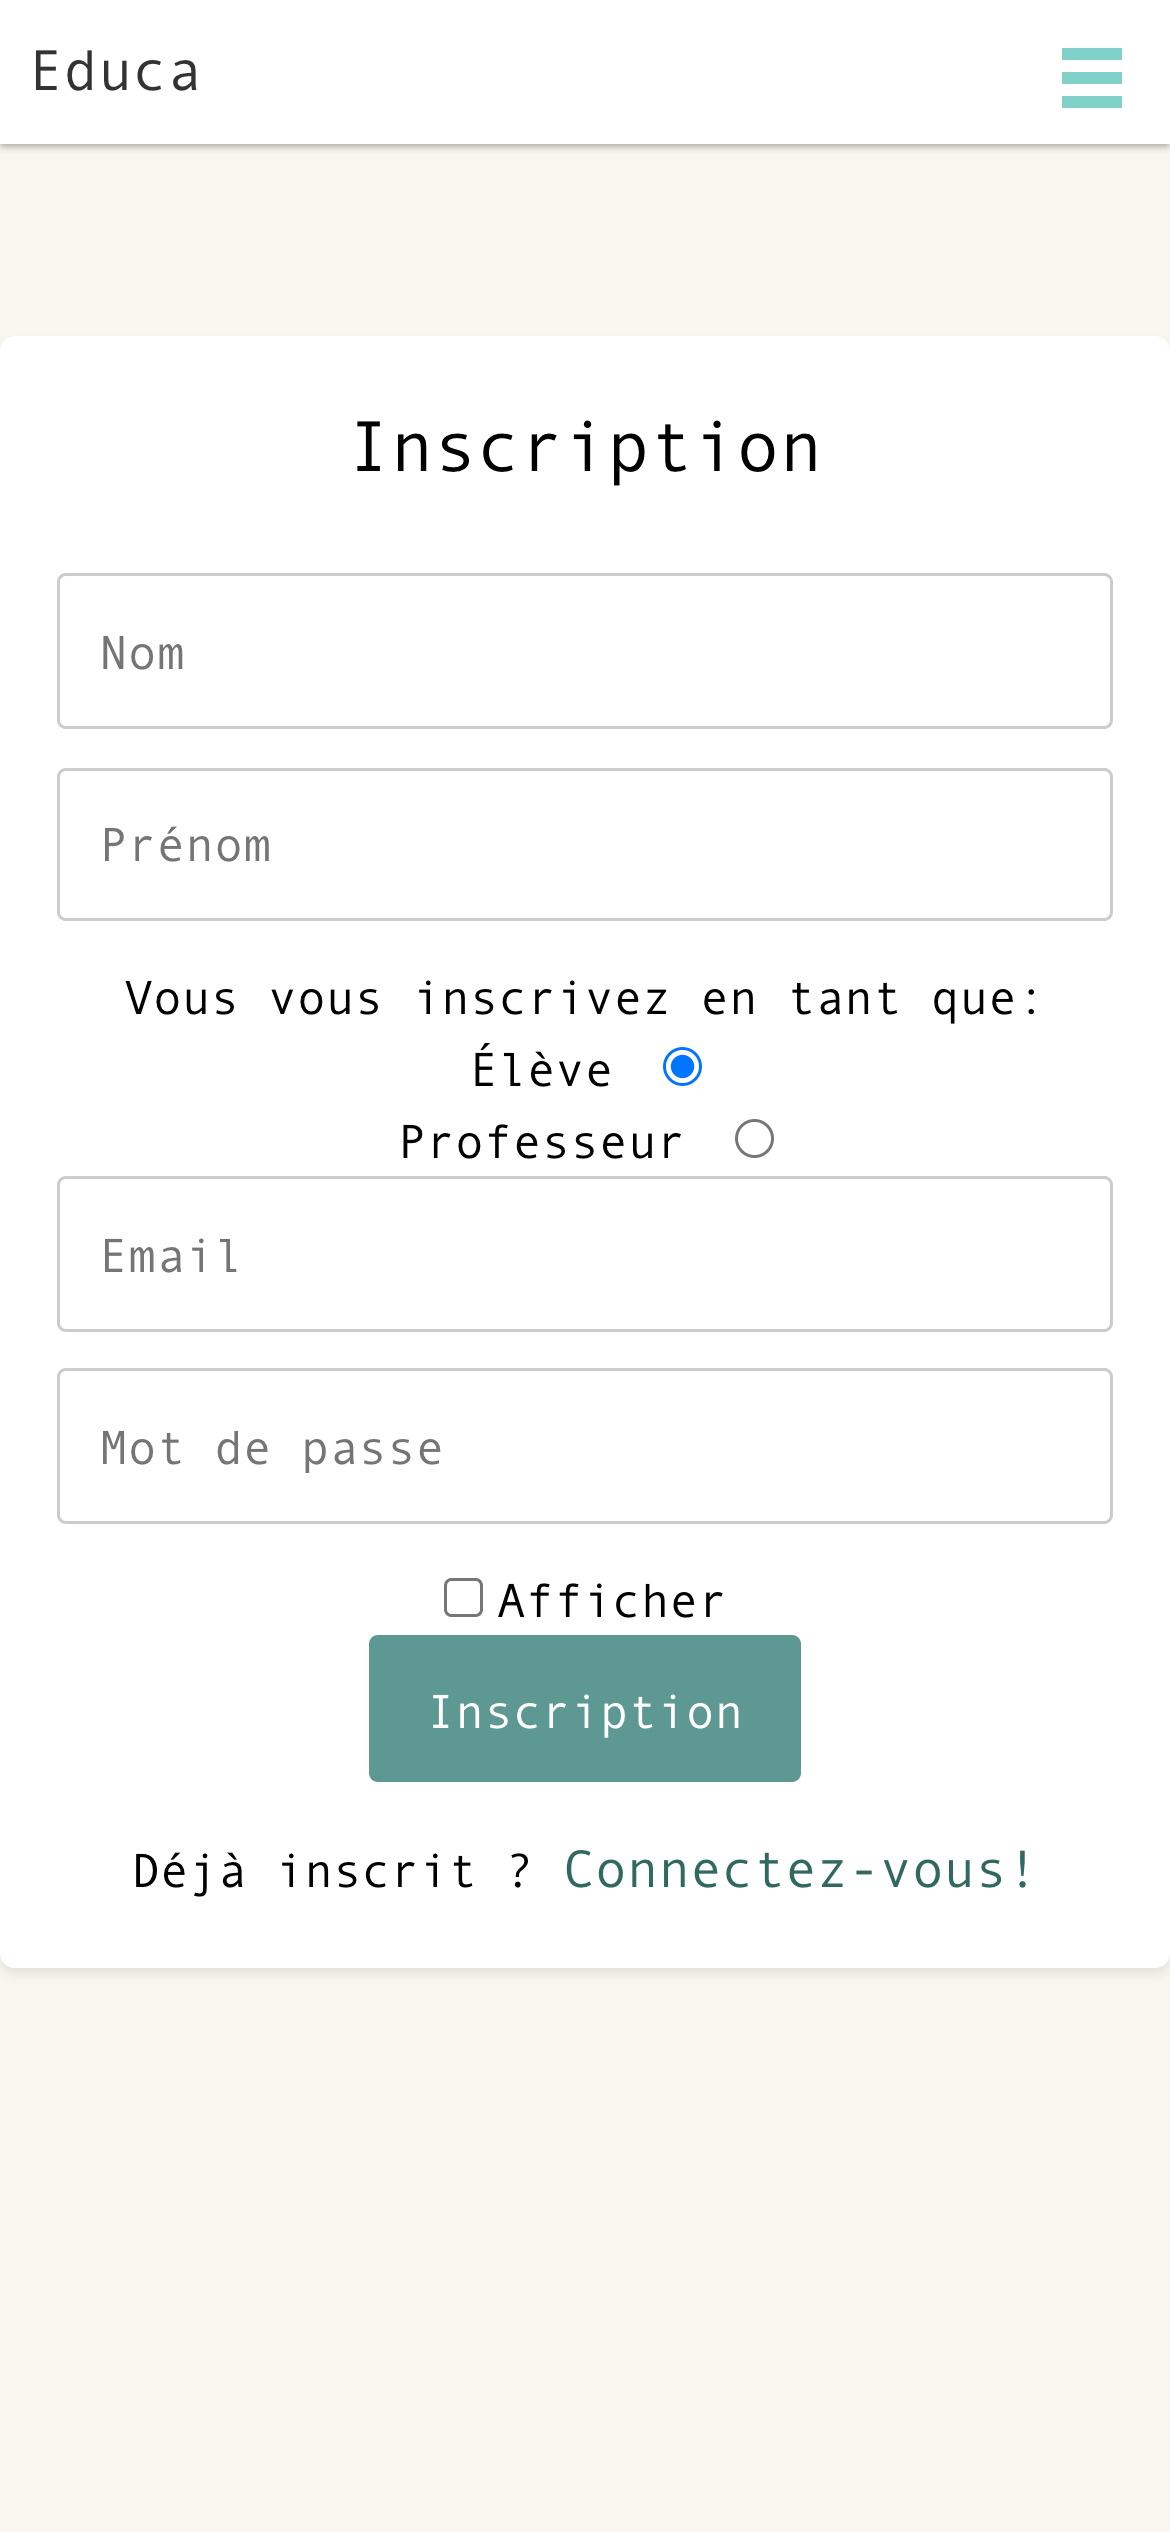 Educa
Inscription
Nom
Prénom
Vous vous inscrivez en tant que:
Élève
Professeur
Email
Mot de passe
Afficher
Inscription
Déjà inscrit ? Connectez-vous!